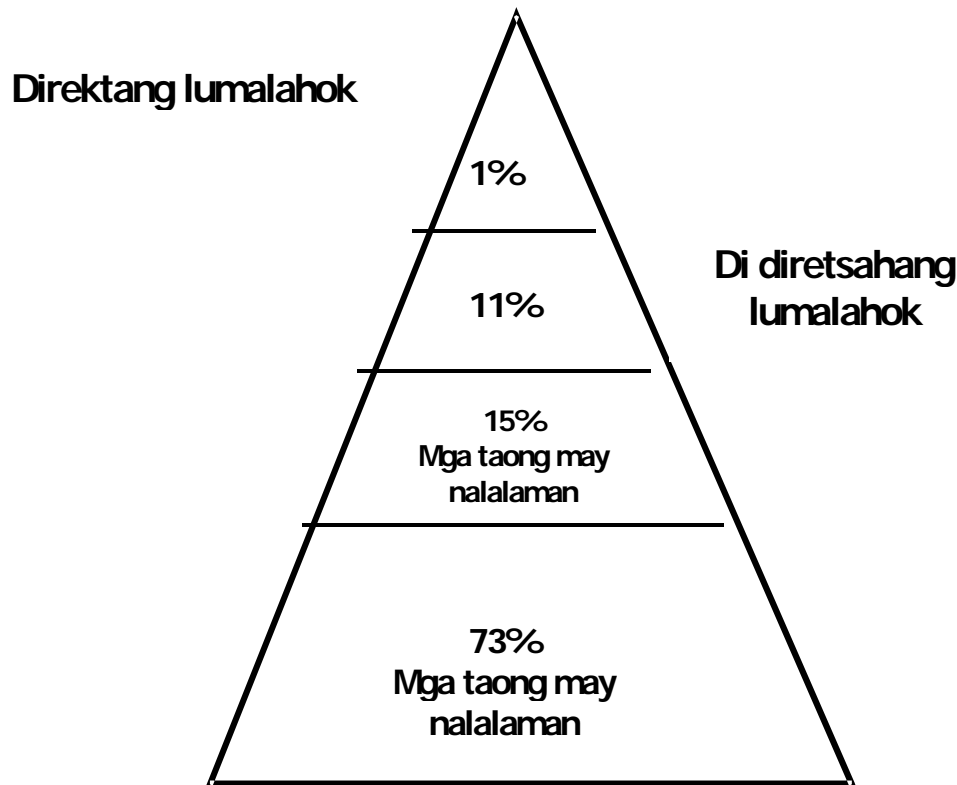 Direktang lumalahok
1%
11%
Di diretsahang
lumalahok
15%
Mga taong may
nalalaman
73%
Mga taong may
nalalaman